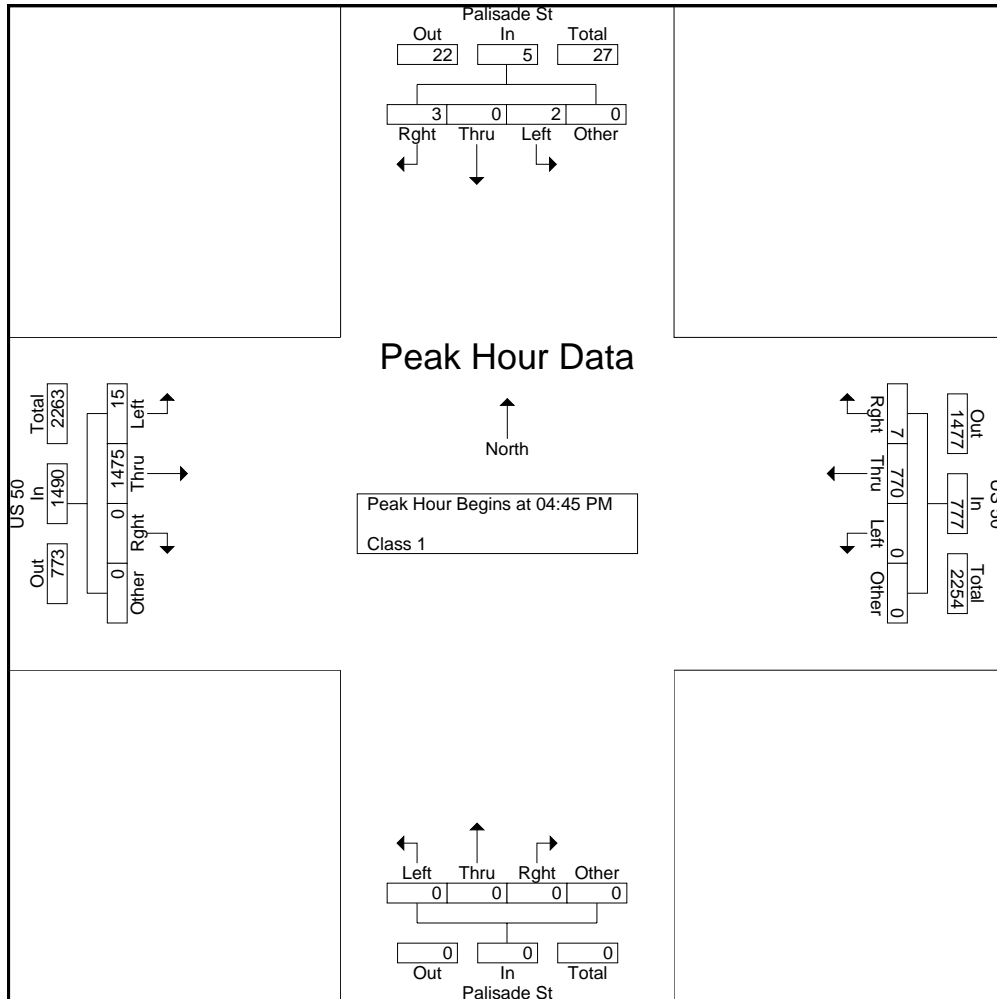 Palisade St
Out In Total
22 5 27
3 0 2 0
Rght Thru Left Other
Peak Hour Data
North
Peak Hour Begins at 04:45 PM
Class 1
US 50
Total In Out
2263 1490 773
15 1475 0 0
Left Thru Rght Other
Rght Thru Left Other
7 770 0 0
Out In Total
1477 777 2254
US 50
Left Thru Rght Other
0 0 0 0
0 0 0
Out In Total
Palisade St